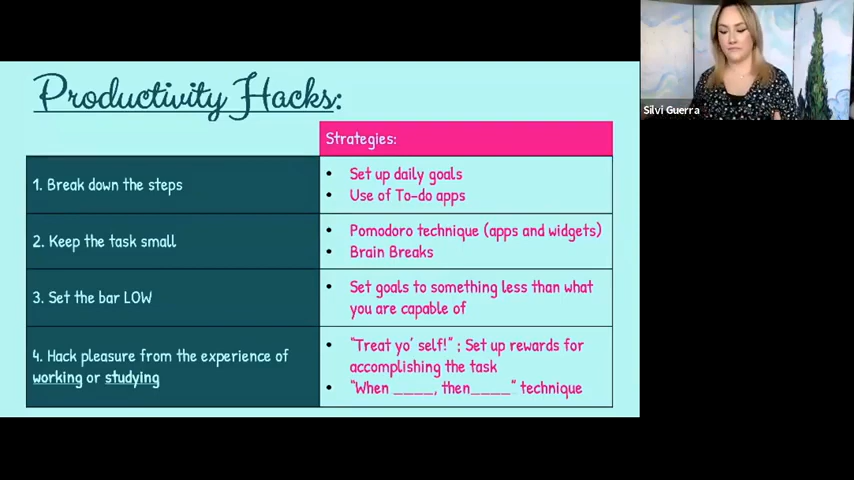 Productivity Hacks:
Strategies:
1. Break down the steps
• Set up daily goals
• Use of To-do apps
2. Keep the task small
• Pomodoro technique (apps and widgets)
• Brain Breaks
3. Set the bar LOW
• Set goals to something less than what
you are capable of
4. Hack pleasure from the experience of
working or studying
• "Treat yo' self!" ; Set up rewards for
accomplishing the task
• "When ____, then____" technique
Silvi Guerra